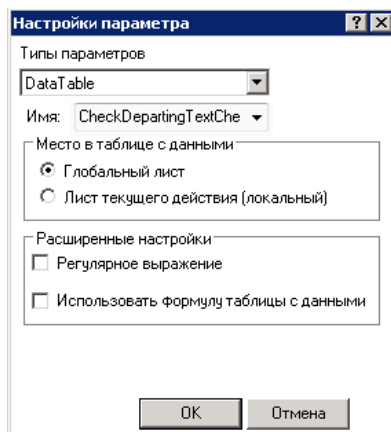 Настройки параметра
Типы параметров
DataTable
Имя: CheckDepartingTextChe
Место в таблице с данными
Глобальный лист
Лист текущего действия (локальный)
Расширенные настройки
Регулярное выражение
Использовать формулу таблицы с данными
OK Отмена